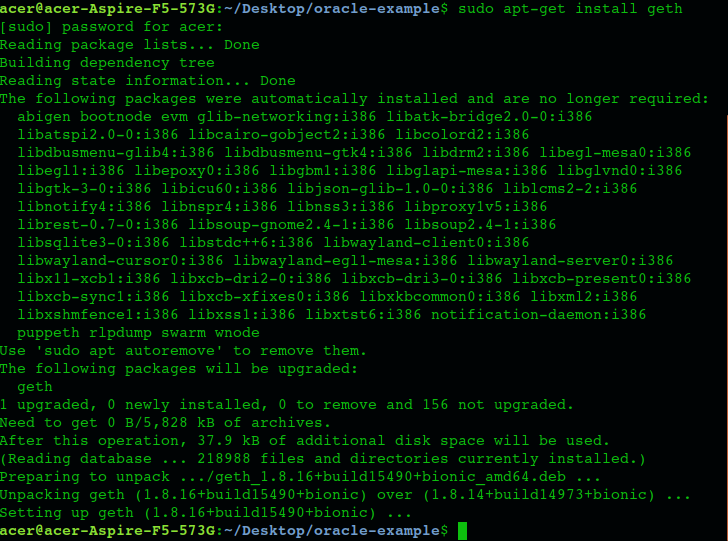 acer@acer-Aspire-F5-573G:~/Desktop/oracle-example$ sudo apt-get install geth
[sudo] password for acer:
Reading package lists... Done
Building dependency tree
Reading state information... Done
The following packages were automatically installed and are no longer required:
  abigen bootnode evm glib-networking:i386 libatk-bridge2.0-0:i386
  libatspi2.0-0:i386 libcairo-gobject2:i386 libcolord2:i386
  libdbusmenu-glib4:i386 libdbusmenu-gtk4:i386 libdrm2:i386 libegl-mesa0:i386
  libegl1:i386 libepoxy0:i386 libgbm1:i386 libglapi-mesa:i386 libglvnd0:i386
  libgtk-3-0:i386 libicu60:i386 libjson-glib-1.0-0:i386 liblcms2-2:i386
  libnotify4:i386 libnspr4:i386 libnss3:i386 libproxy1v5:i386
  librest-0.7-0:i386 libsoup-gnome2.4-1:i386 libsoup2.4-1:i386
  libsqlite3-0:i386 libstdc++6:i386 libwayland-client0:i386
  libwayland-cursor0:i386 libwayland-egl1-mesa:i386 libwayland-server0:i386
  libx11-xcb1:i386 libxcb-dri2-0:i386 libxcb-dri3-0:i386 libxcb-present0:i386
  libxcb-sync1:i386 libxcb-xfixes0:i386 libxkbcommon0:i386 libxml2:i386
  libxshmfence1:i386 libxss1:i386 libxtst6:i386 notification-daemon:i386
  puppeth rlpdump swarm wnode
Use 'sudo apt autoremove' to remove them.
The following packages will be upgraded:
  geth
1 upgraded, 0 newly installed, 0 to remove and 156 not upgraded.
Need to get 0 B/5,828 kB of archives.
After this operation, 37.9 kB of additional disk space will be used.
(Reading database ... 218988 files and directories currently installed.)
Preparing to unpack .../geth_1.8.16+build15490+bionic_amd64.deb ...
Unpacking geth (1.8.16+build15490+bionic) over (1.8.14+build14973+bionic) ...
Setting up geth (1.8.16+build15490+bionic) ...
acer@acer-Aspire-F5-573G:~/Desktop/oracle-example$